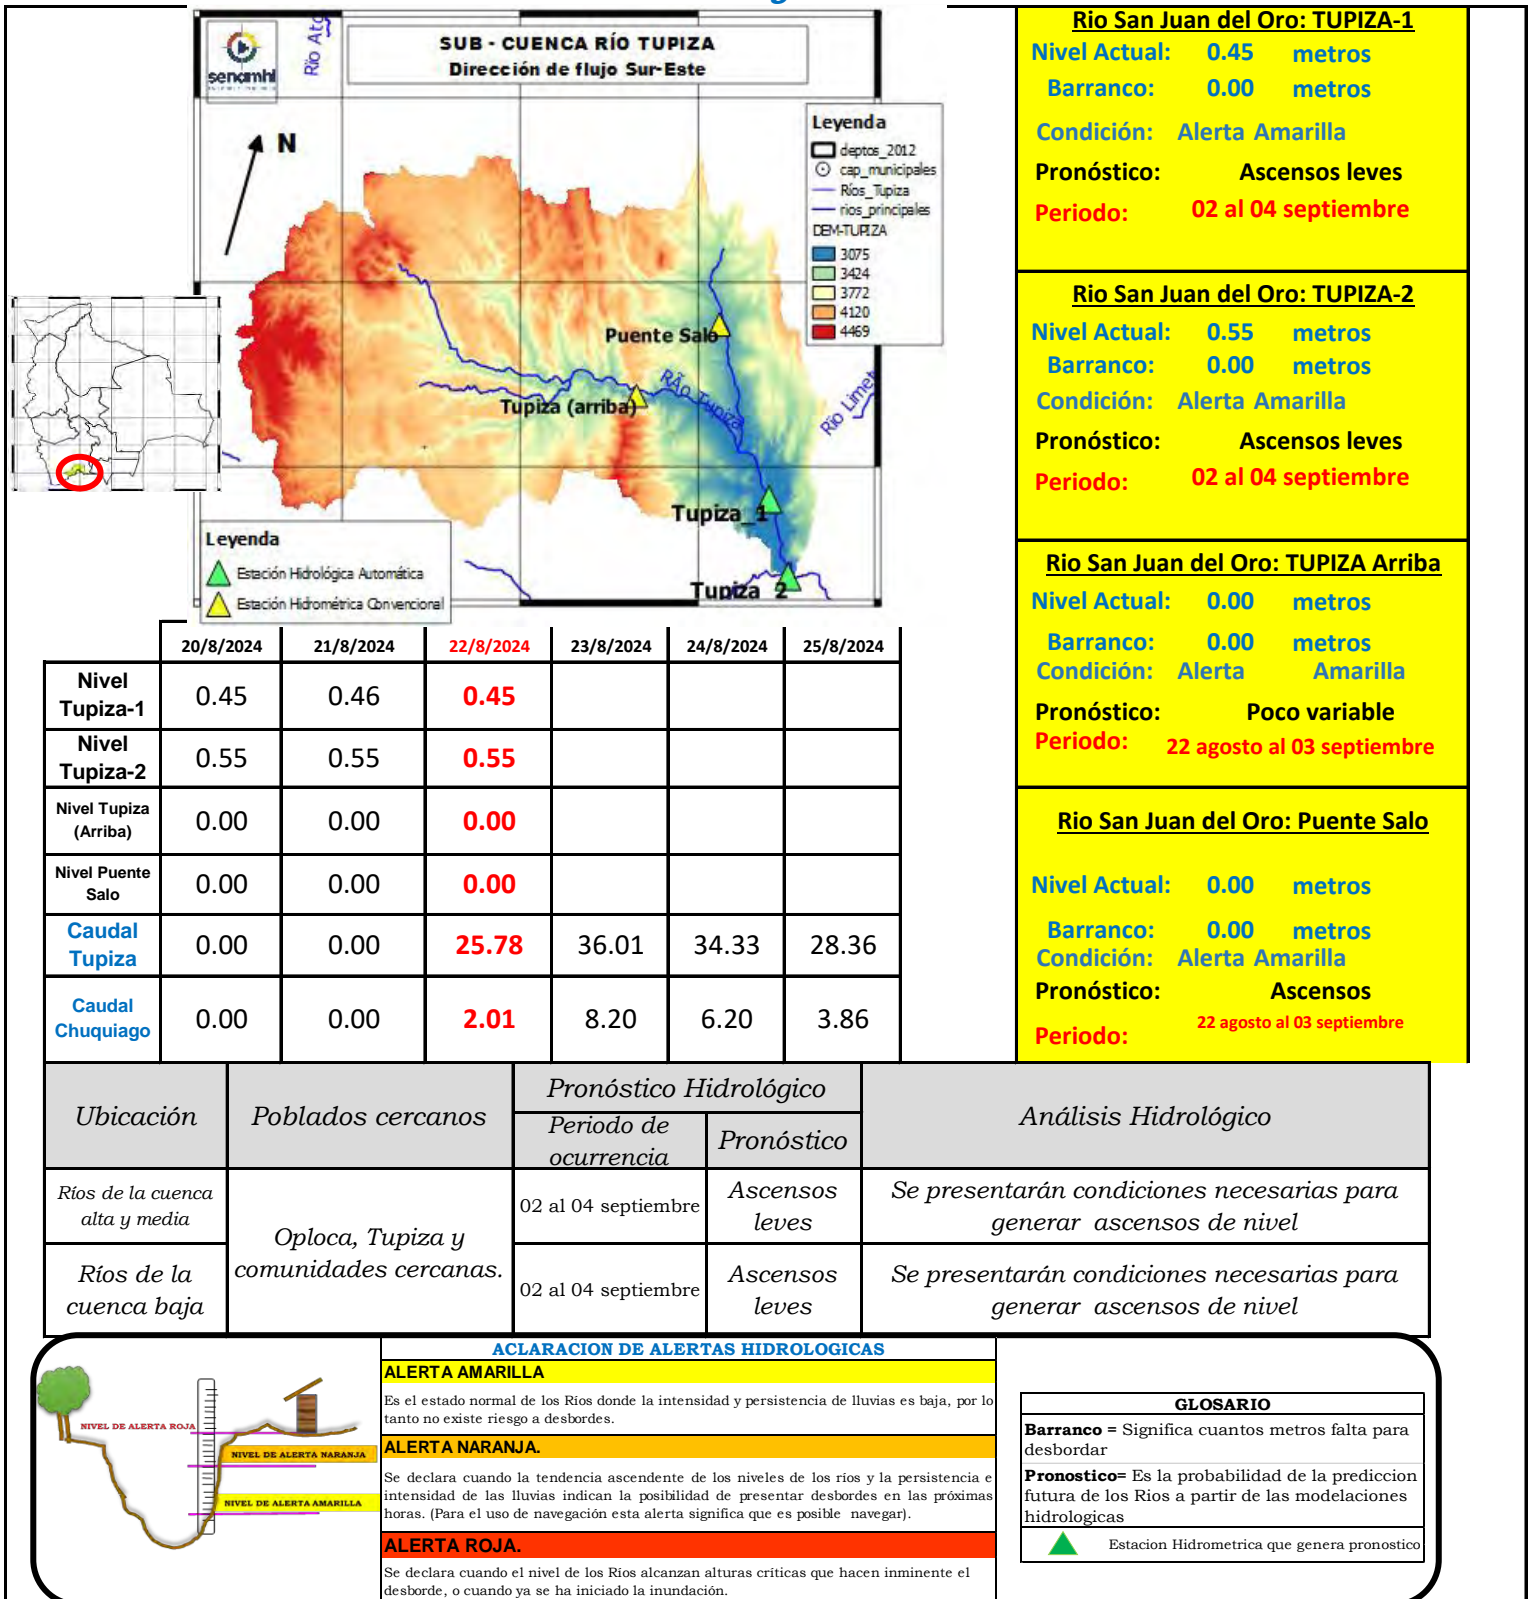 SUB - CUENCA RÍO TUPIZA
Dirección de flujo Sur-Este
senamhi
Río Ato
N
Leyenda
deptos_2012
cap_municipales
Ríos_Tupiza
rios_principales
DEM-TUPIZA
3075
3424
3772
4120
4469
Puente Salo
RÃo Tupiza
Tupiza (arriba)
Tupiza_1
Tupiza_2
Leyenda
Estación Hidrológica Automática
Estación Hidrométrica Convencional
Rio San Juan del Oro: TUPIZA-1
Nivel Actual: 0.45 metros
Barranco: 0.00 metros
Condición: Alerta Amarilla
Pronóstico: Ascensos leves
Periodo: 02 al 04 septiembre
Rio San Juan del Oro: TUPIZA-2
Nivel Actual: 0.55 metros
Barranco: 0.00 metros
Condición: Alerta Amarilla
Pronóstico: Ascensos leves
Periodo: 02 al 04 septiembre
Rio San Juan del Oro: TUPIZA Arriba
Nivel Actual: 0.00 metros
Barranco: 0.00 metros
Condición: Alerta Amarilla
Pronóstico: Poco variable
Periodo: 22 agosto al 03 septiembre
Rio San Juan del Oro: Puente Salo
Nivel Actual: 0.00 metros
Barranco: 0.00 metros
Condición: Alerta Amarilla
Pronóstico: Ascensos
Periodo: 22 agosto al 03 septiembre
20/8/2024 21/8/2024 22/8/2024 23/8/2024 24/8/2024 25/8/2024
Nivel
Tupiza-1 0.45 0.46 0.45
Nivel
Tupiza-2 0.55 0.55 0.55
Nivel Tupiza
(Arriba) 0.00 0.00 0.00
Nivel Puente
Salo 0.00 0.00 0.00
Caudal
Tupiza 0.00 0.00 25.78 36.01 34.33 28.36
Caudal
Chuquiago 0.00 0.00 2.01 8.20 6.20 3.86
Ubicación Poblados cercanos Pronóstico Hidrológico Análisis Hidrológico
Periodo de
ocurrencia Pronóstico
Ríos de la cuenca
alta y media
Oploca, Tupiza y
comunidades cercanas.
02 al 04 septiembre
Ascensos
leves
Se presentarán condiciones necesarias para
generar ascensos de nivel
Ríos de la
cuenca baja
02 al 04 septiembre
Ascensos
leves
Se presentarán condiciones necesarias para
generar ascensos de nivel
NIVEL DE ALERTA ROJA
NIVEL DE ALERTA NARANJA
NIVEL DE ALERTA AMARILLA
ACLARACION DE ALERTAS HIDROLOGICAS
ALERTA AMARILLA
Es el estado normal de los Rios donde la intensidad y persistencia de lluvias es baja, por lo
tanto no existe riesgo a desbordes.
ALERTA NARANJA.
Se declara cuando la tendencia ascendente de los niveles de los rios y la persistencia e
intensidad de las lluvias indican la posibilidad de presentar desbordes en las próximas
horas. (Para el uso de navegación esta alerta significa que es posible navegar).
ALERTA ROJA.
Se declara cuando el nivel de los Rios alcanzan alturas críticas que hacen inminente el
desborde, o cuando ya se ha iniciado la inundación.
GLOSARIO
Barranco = Significa cuantos metros falta para
desbordar
Pronostico= Es la probabilidad de la prediccion
futura de los Rios a partir de las modelaciones
hidrologicas
Estacion Hidrometrica que genera pronostico